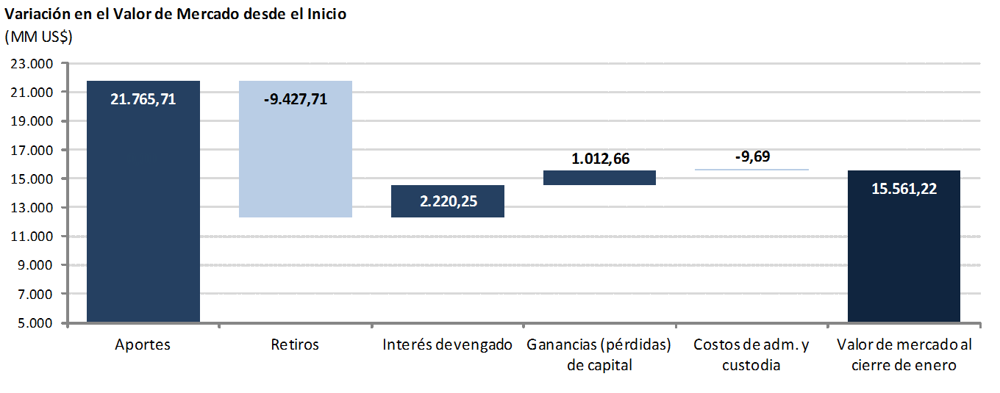 Variación en el Valor de Mercado desde el Inicio
(MM US$)
23.000
21.000
19.000
17.000
15.000
13.000
11.000
9.000
7.000
5.000
21.765,71
-9.427,71
2.220,25
1.012,66
-9,69
15.561,22
Aportes
Retiros
Interés devengado
Ganancias (pérdidas)
de capital
Costos de adm. y
custodia
Valor de mercado al
cierre de enero